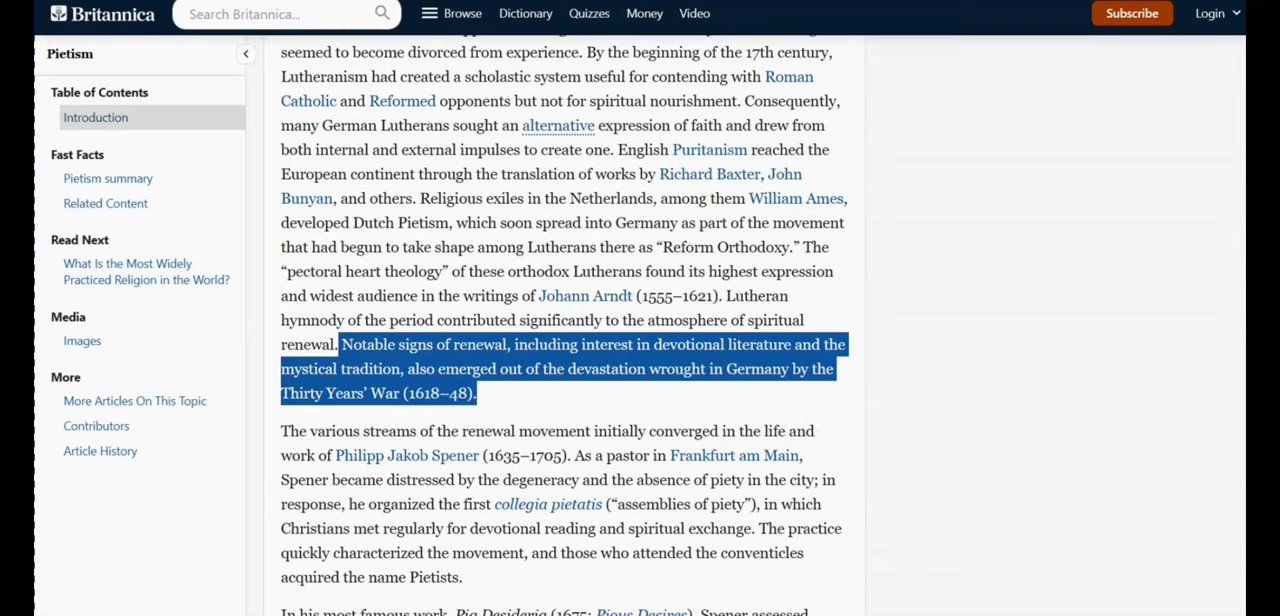 Britannica
Search Britannica...
Browse
Dictionary
Quizzes
Money
Video
Subscribe
Login
Pietism
Table of Contents
Introduction
Fast Facts
Pietism summary
Related Content
Read Next
What Is the Most Widely
Practiced Religion in the World?
Media
Images
More
More Articles On This Topic
Contributors
Article History
seemed to become divorced from experience. By the beginning of the 17th century,
Lutheranism had created a scholastic system useful for contending with Roman
Catholic and Reformed opponents but not for spiritual nourishment. Consequently,
many German Lutherans sought an alternative expression of faith and drew from
both internal and external impulses to create one. English Puritanism reached the
European continent through the translation of works by Richard Baxter, John
Bunyan, and others. Religious exiles in the Netherlands, among them William Ames,
developed Dutch Pietism, which soon spread into Germany as part of the movement
that had begun to take shape among Lutherans there as “Reform Orthodoxy.” The
“pectoral heart theology” of these orthodox Lutherans found its highest expression
and widest audience in the writings of Johann Arndt (1555–1621). Lutheran
hymnody of the period contributed significantly to the atmosphere of spiritual
renewal. Notable signs of renewal, including interest in devotional literature and the
mystical tradition, also emerged out of the devastation wrought in Germany by the
Thirty Years’ War (1618–48).
The various streams of the renewal movement initially converged in the life and
work of Philipp Jakob Spener (1635–1705). As a pastor in Frankfurt am Main,
Spener became distressed by the degeneracy and the absence of piety in the city; in
response, he organized the first collegia pietatis (“assemblies of piety”), in which
Christians met regularly for devotional reading and spiritual exchange. The practice
quickly characterized the movement, and those who attended the conventicles
acquired the name Pietists.
In his most famous work, Pia Desideria (1675; Pious Desires), Spener assessed